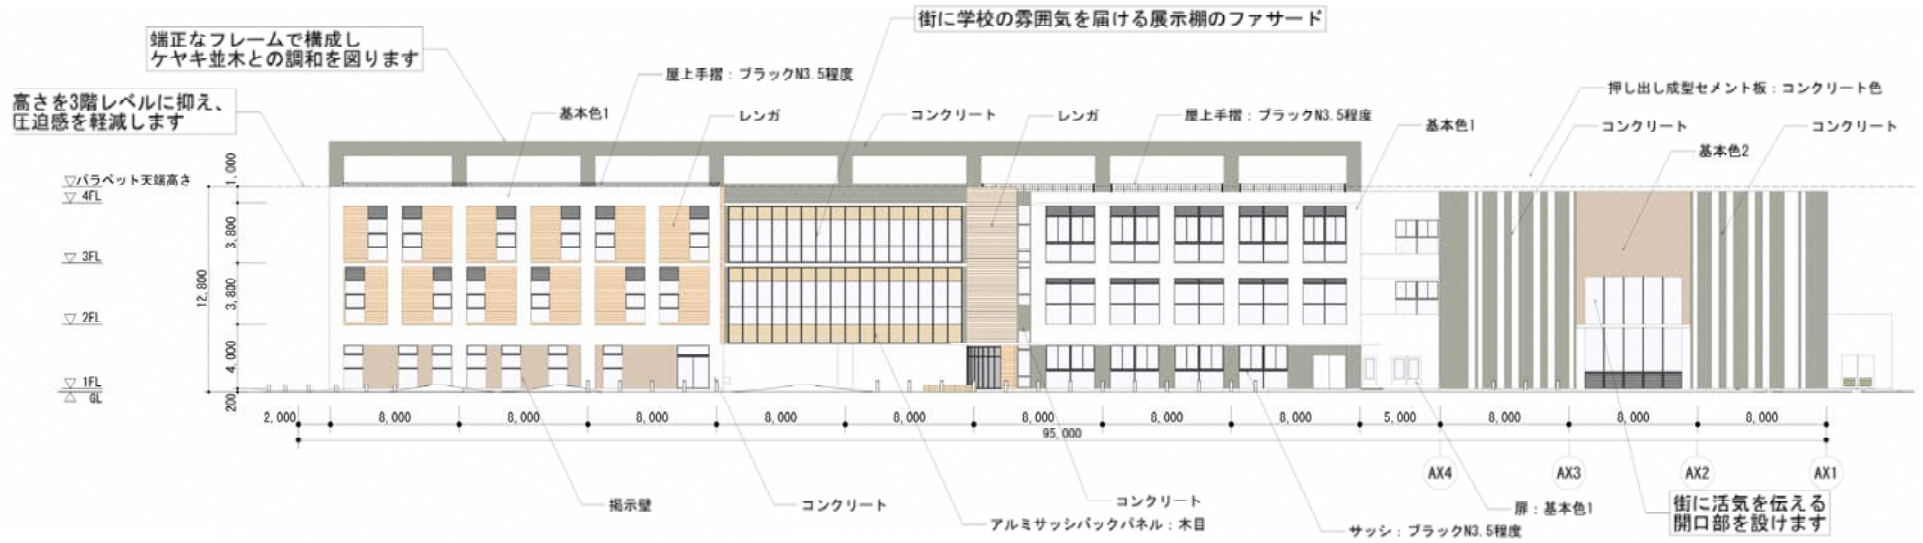 街に学校の雰囲気を届ける展示棚のファサード
端正なフレームで構成し
ケヤキ並木との調和を図ります
屋上手摺：ブラックN3.5程度
高さを3階レベルに抑え、
圧迫感を軽減します
基本色1
レンガ
コンクリート
レンガ
屋上手摺：ブラックN3.5程度
基本色1
押し出し成型セメント板：コンクリート色
コンクリート
コンクリート
基本色2
パラペット天端高さ
4FL
3FL
2FL
1FL
GL
1,000
3,800
3,800
4,000
200
12,800
2,000
8,000
8,000
8,000
8,000
8,000
8,000
8,000
8,000
5,000
8,000
8,000
8,000
95,000
AX4
AX3
AX2
AX1
掲示壁
コンクリート
アルミサッシバックパネル：木目
コンクリート
サッシ：ブラックN3.5程度
扉：基本色1
街に活気を伝える
開口部を設けます